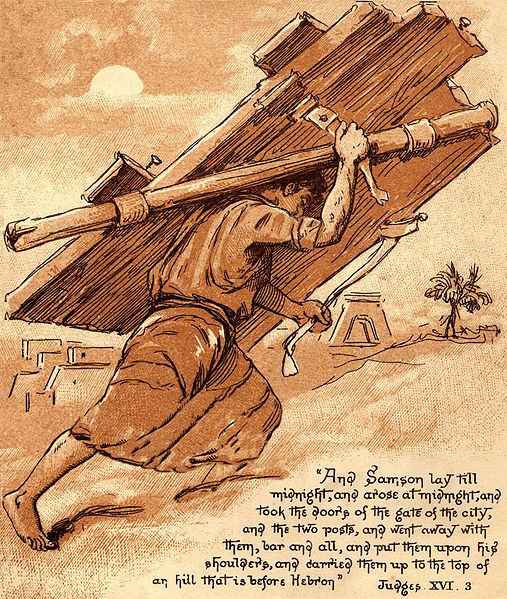 "And Samson lay till
midnight, and arose at midnight, and
took the doors of the gate of the city,
and the two posts, and went away with
them, bar and all, and put them upon his
shoulders, and carried them up to the top of
an hill that is before Hebron"
Judges. XVI. 3